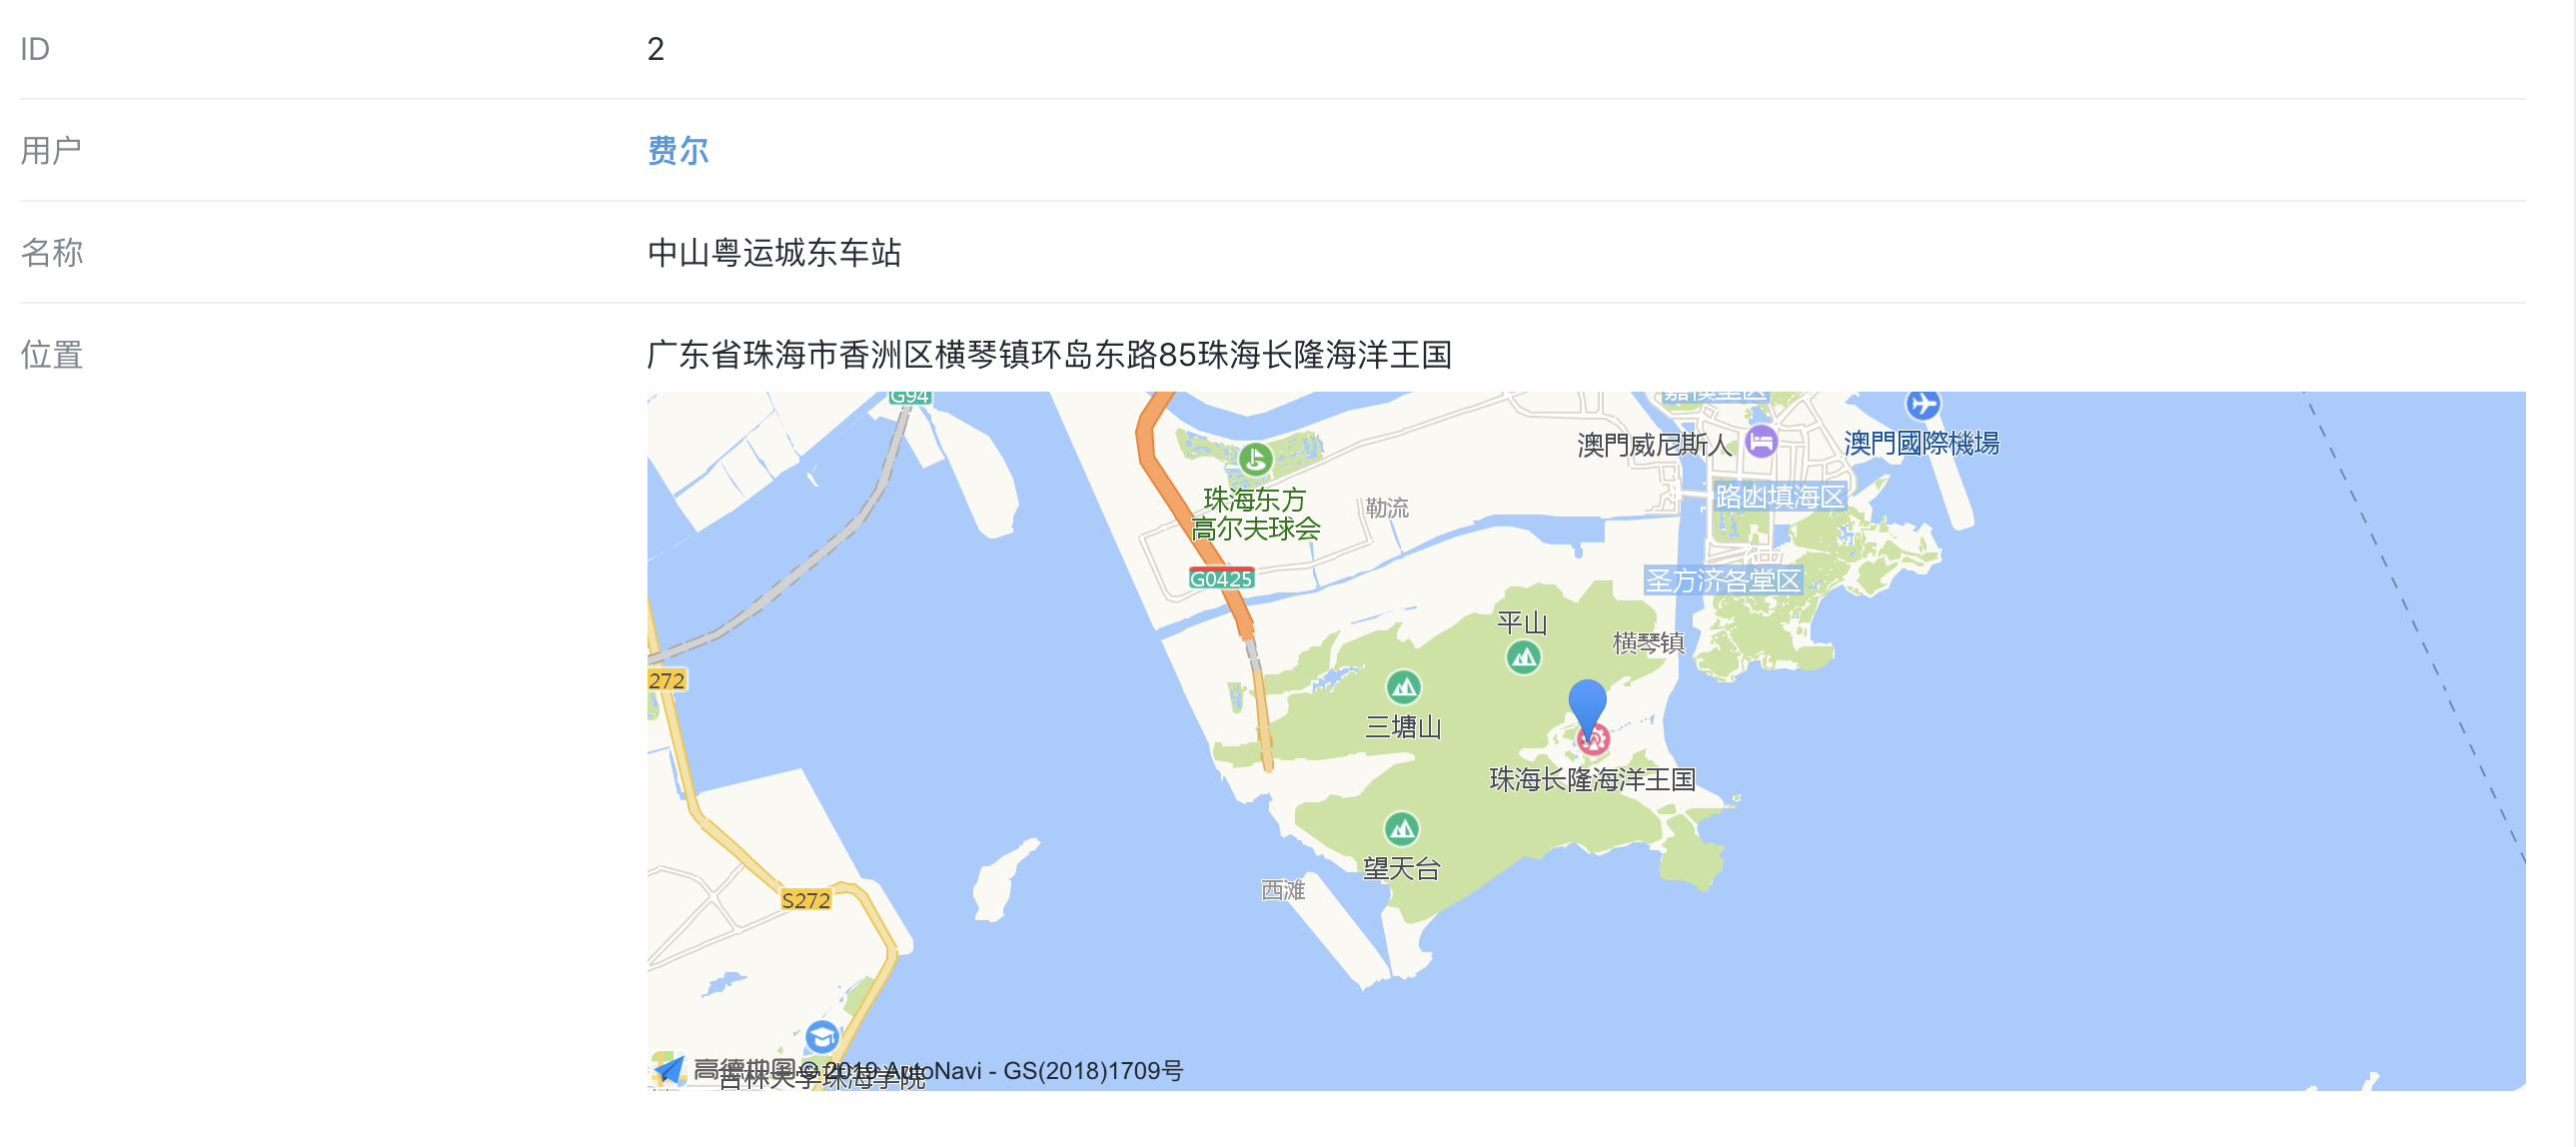 ID
2
用户
费尔
名称
中山粤运城东车站
位置
广东省珠海市香洲区横琴镇环岛东路85珠海长隆海洋王国
G94
嘉模堂区
澳門威尼斯人
澳門國際機場
珠海东方
高尔夫球会
勒流
路凼填海区
G0425
圣方济各堂区
平山
横琴镇
272
三塘山
珠海长隆海洋王国
望天台
西滩
S272
高德地图 © 2019 AutoNavi - GS(2018)1709号
吉林大学珠海学院